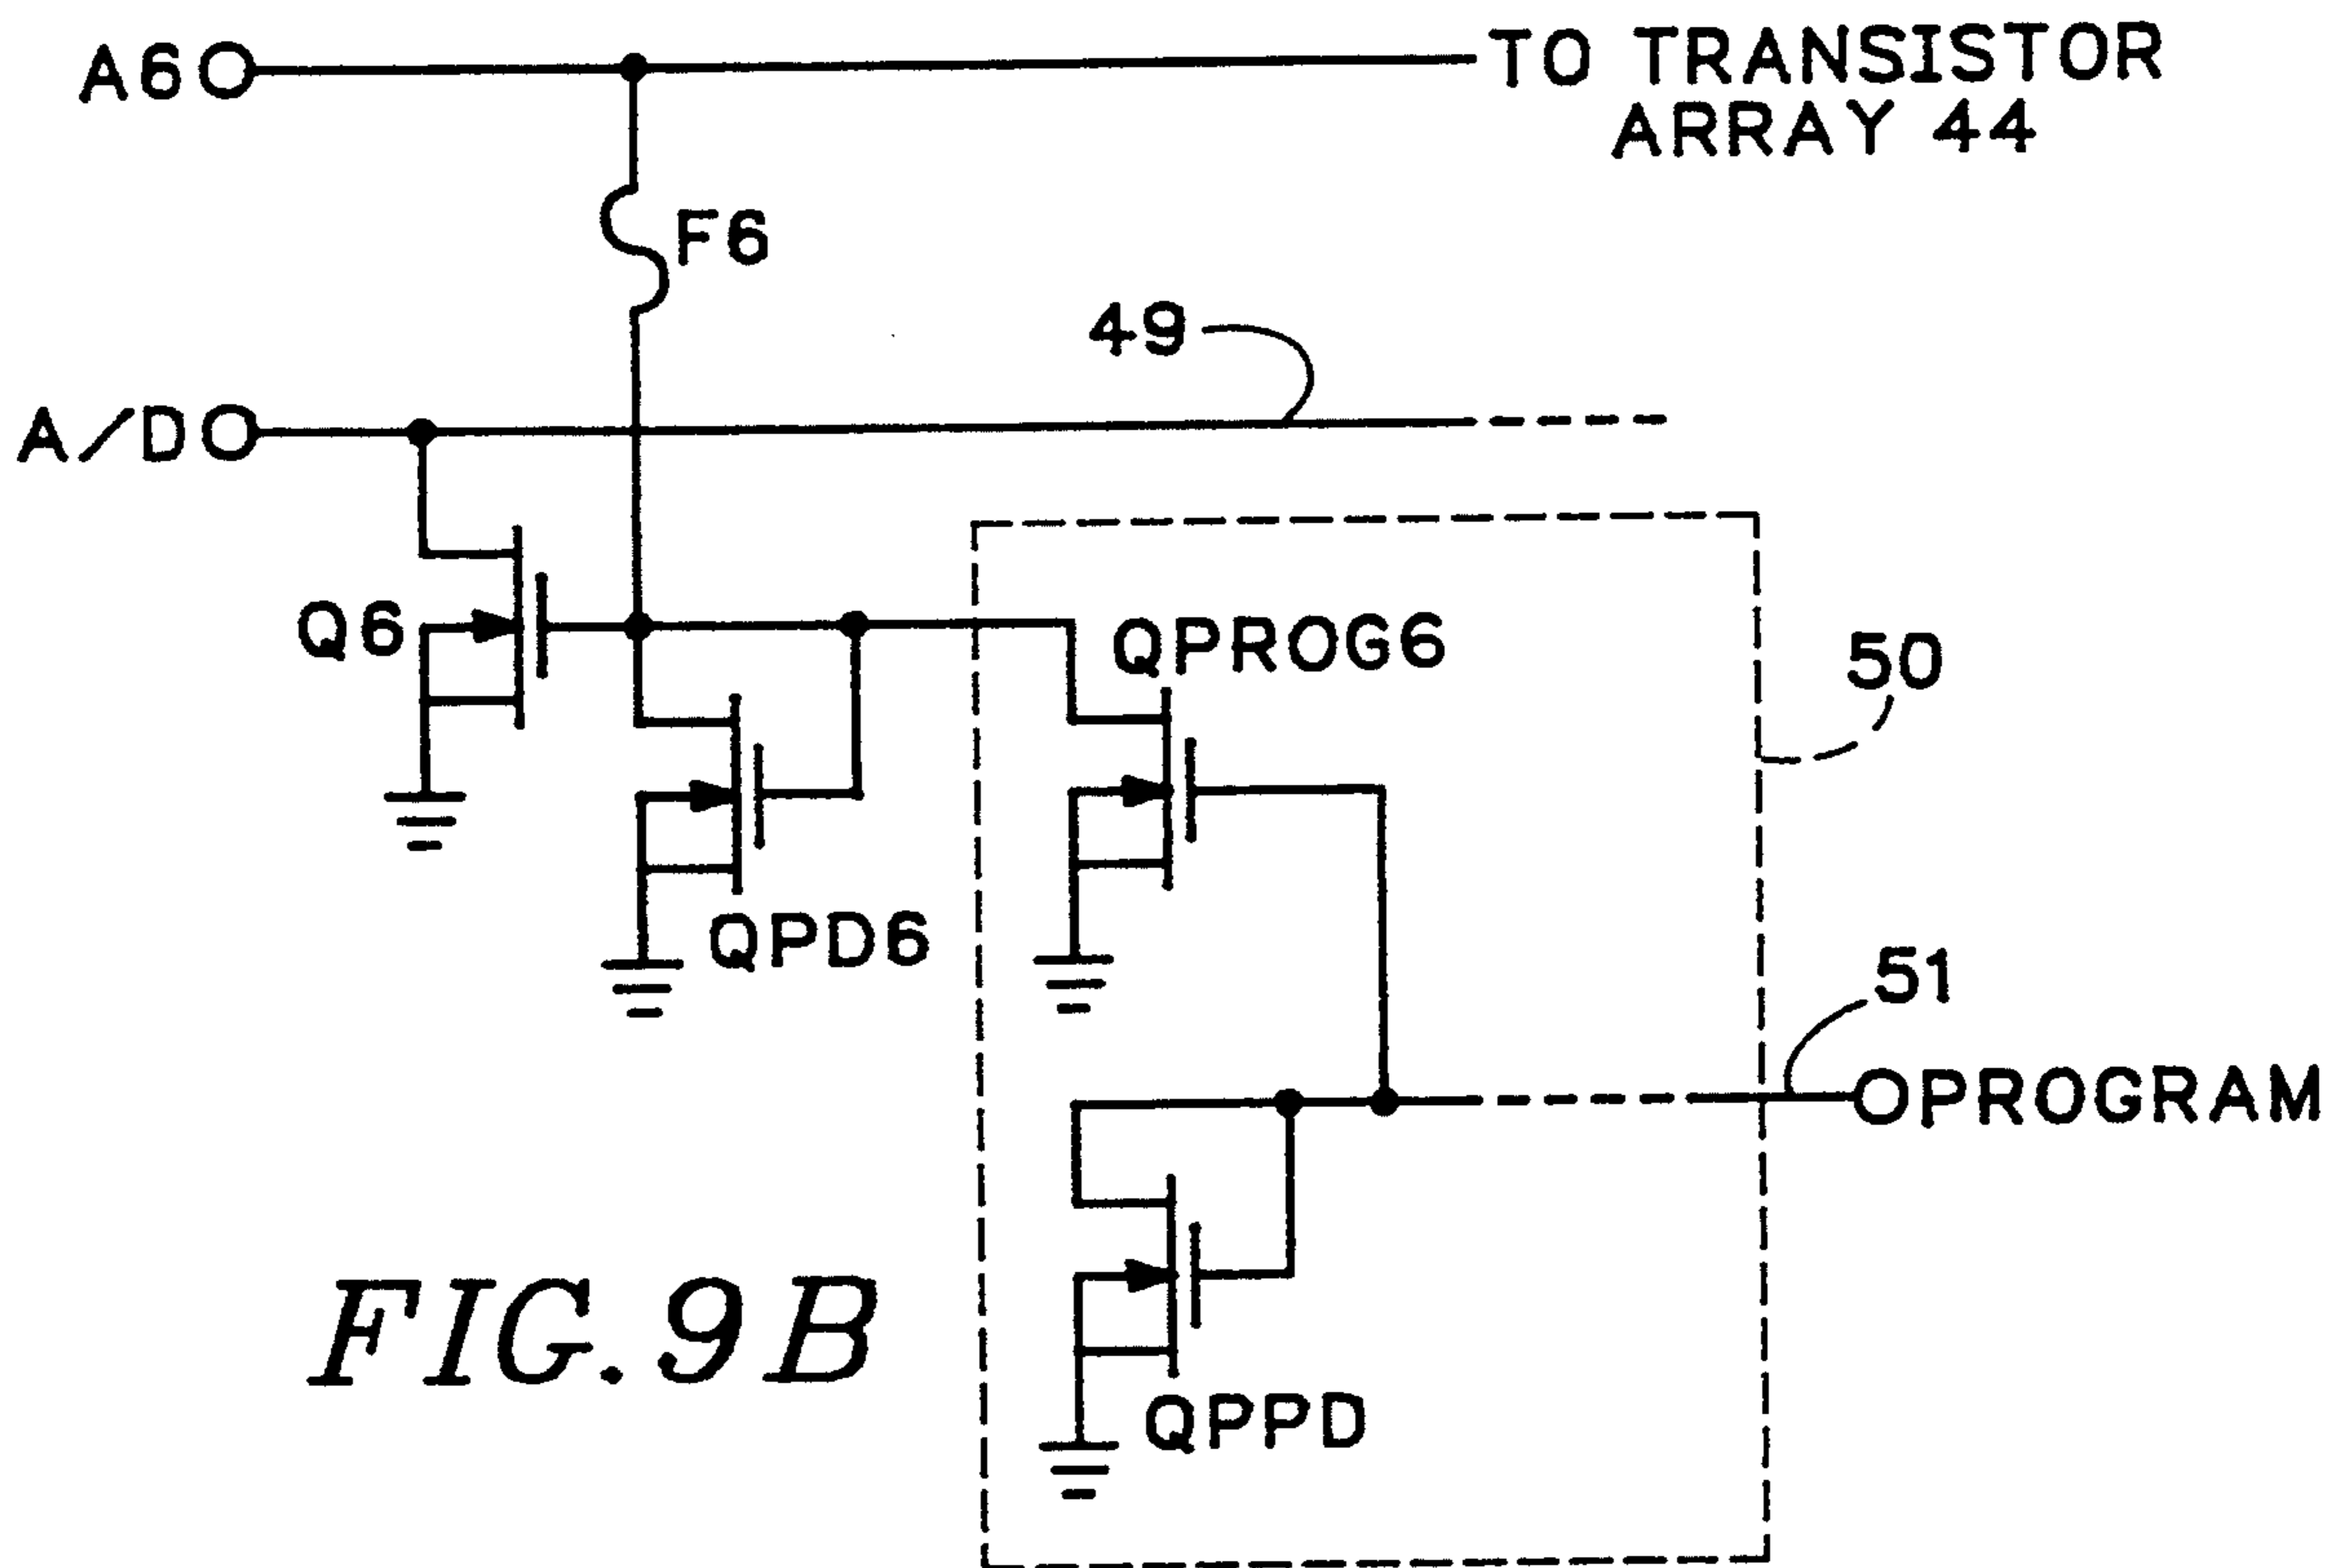 A6
TO TRANSISTOR
ARRAY 44
F6
49
A/D
Q6
QPROG6
50
QPD6
51
PROGRAM
QPPD
FIG. 9B